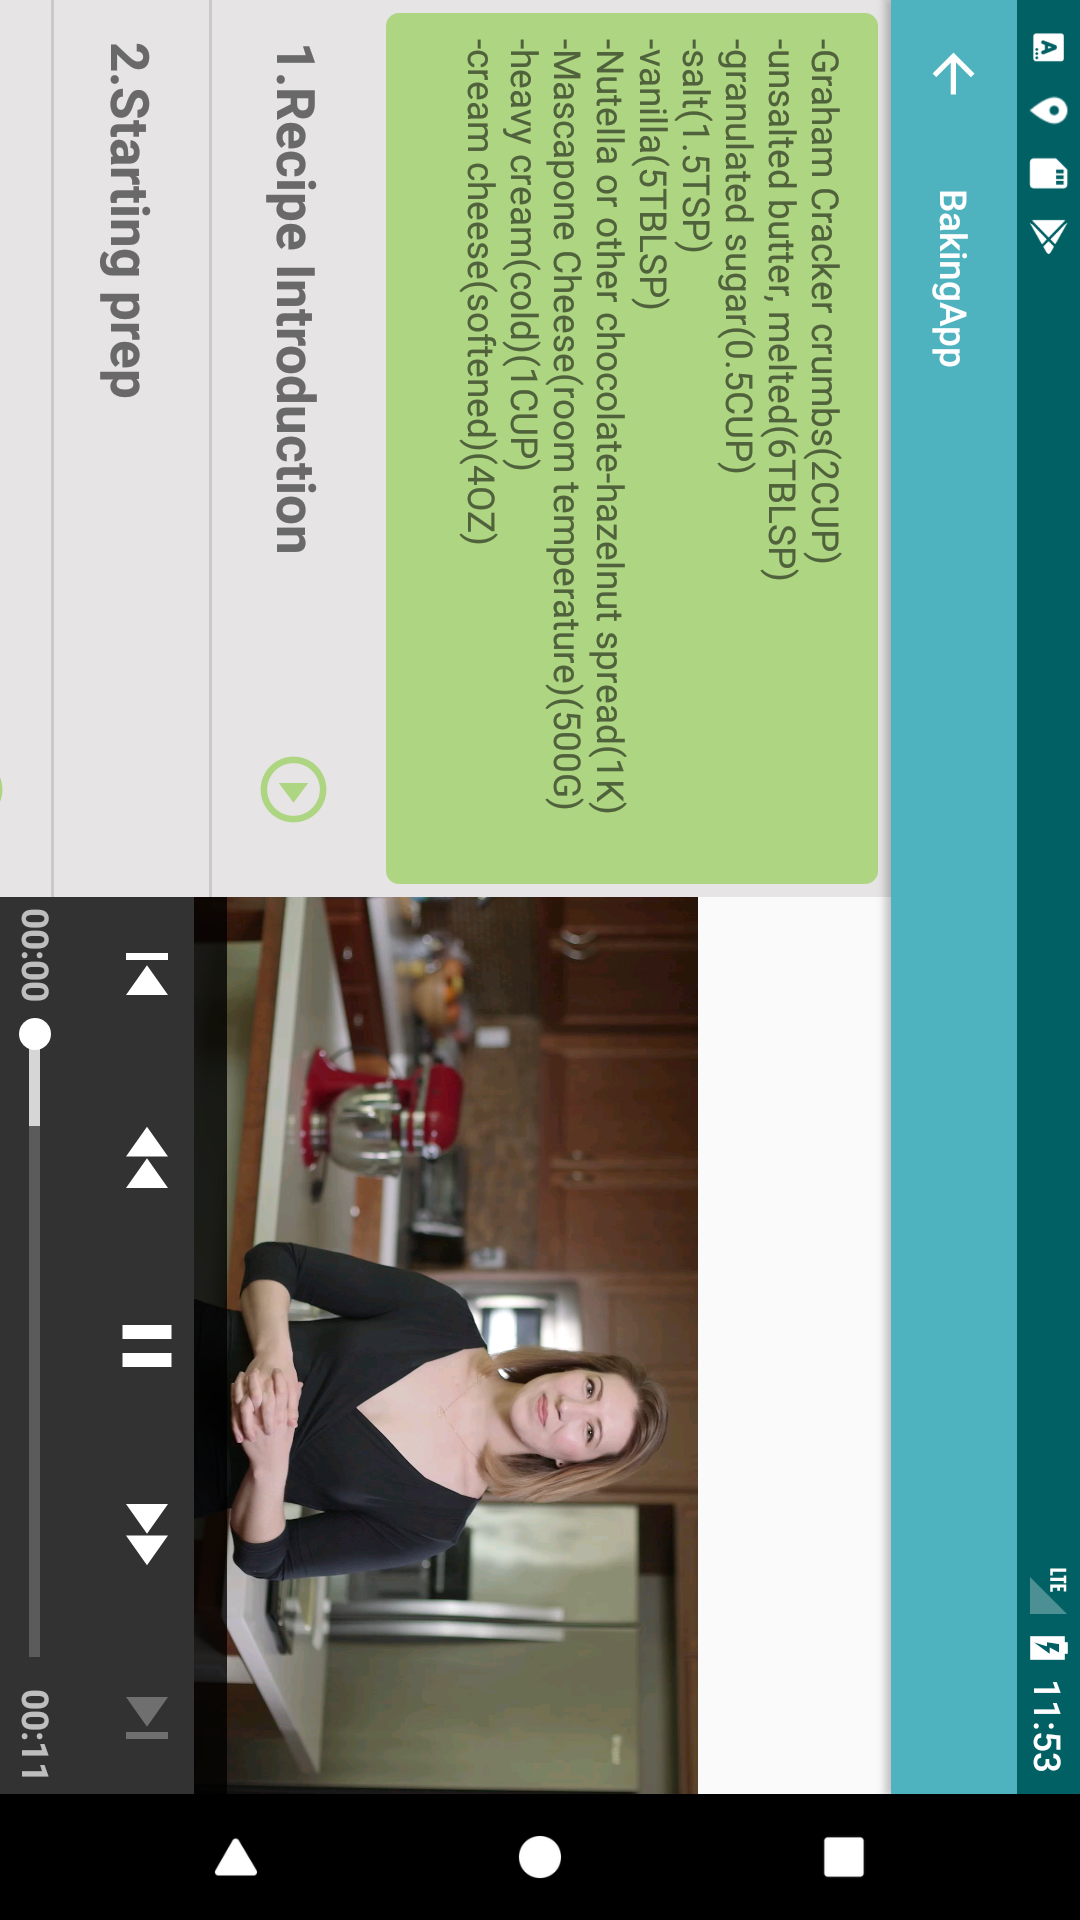 LTE 11:53
BakingApp
-Graham Cracker crumbs(2CUP)
-unsalted butter, melted(6TBLSP)
-granulated sugar(0.5CUP)
-salt(1.5TSP)
-vanilla(5TBLSP)
-Nutella or other chocolate-hazelnut spread(1K)
-Mascapone Cheese(room temperature)(500G)
-heavy cream(cold)(1CUP)
-cream cheese(softened)(4OZ)
1.Recipe Introduction
2.Starting prep
00:00 00:11